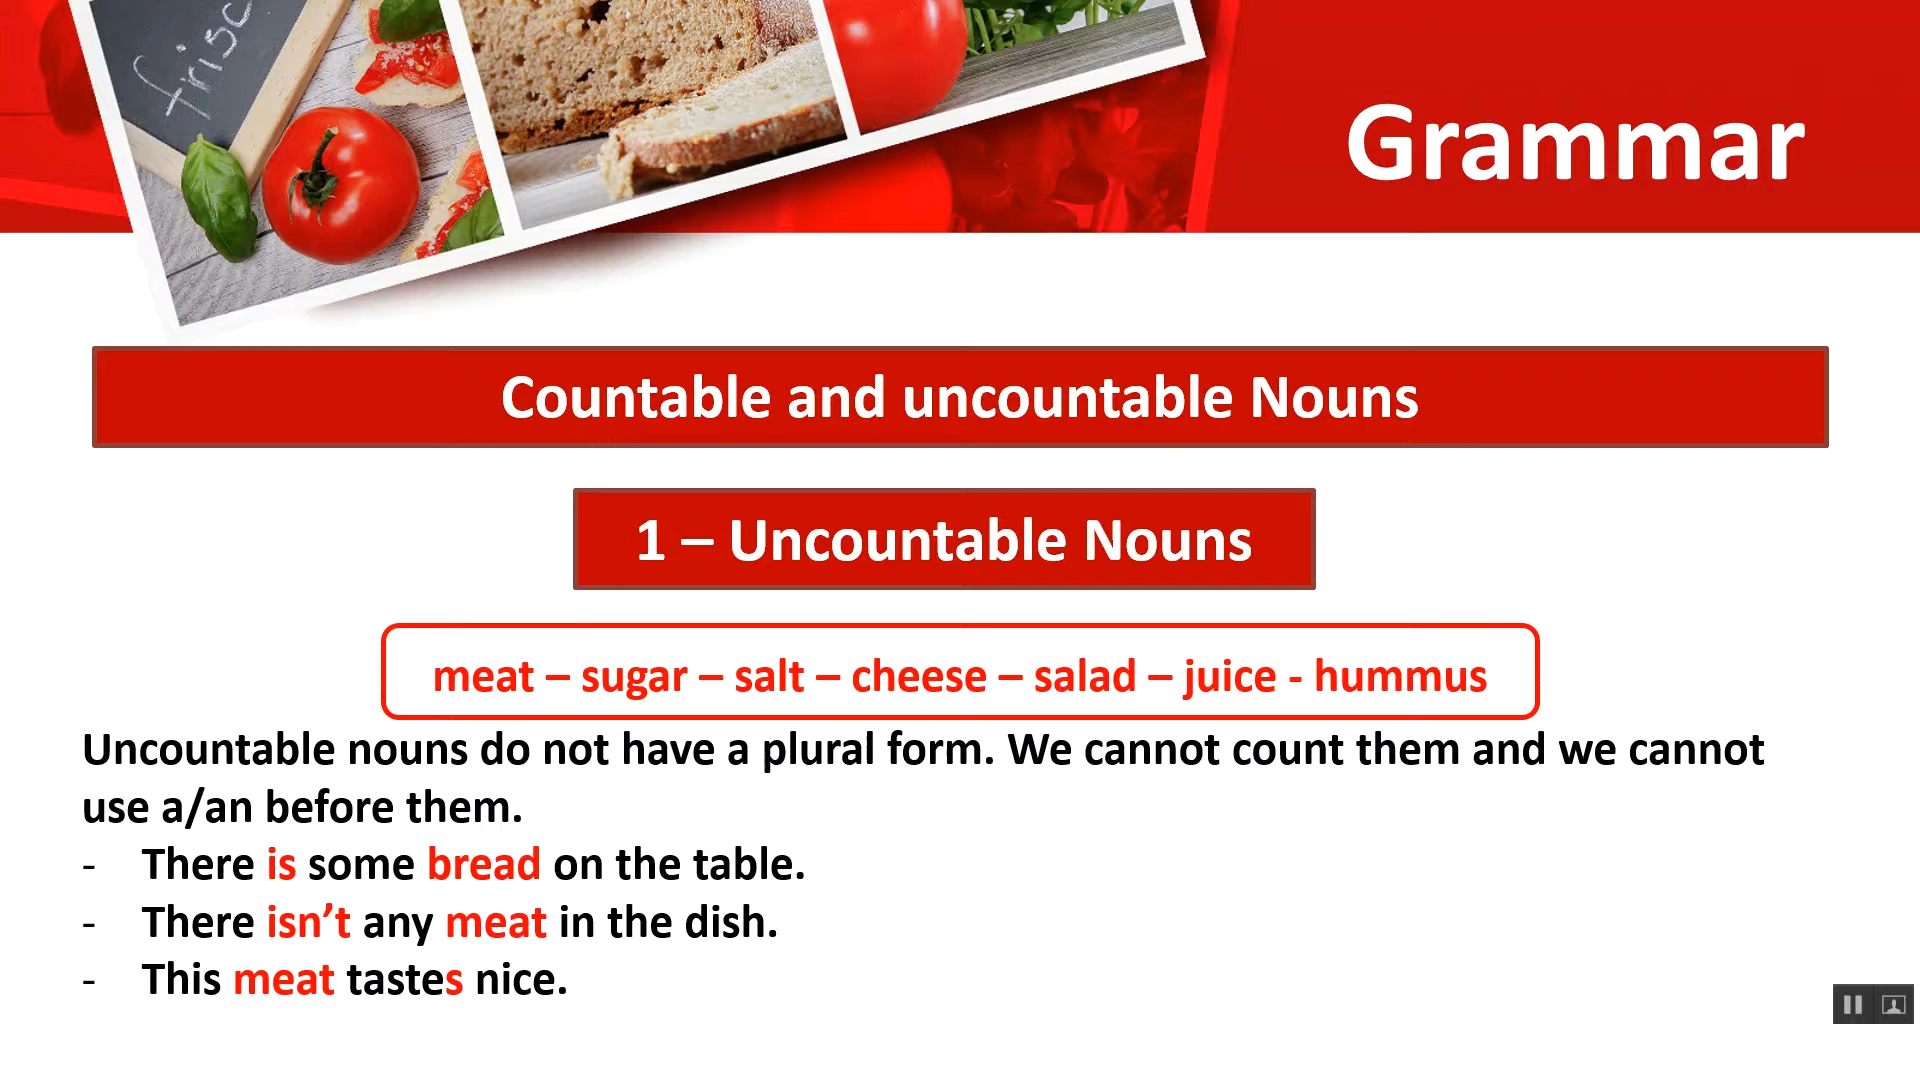 frisc
Grammar
Countable and uncountable Nouns
1 – Uncountable Nouns
meat – sugar – salt – cheese – salad – juice - hummus
Uncountable nouns do not have a plural form. We cannot count them and we cannot
use a/an before them.
- There is some bread on the table.
- There isn’t any meat in the dish.
- This meat tastes nice.